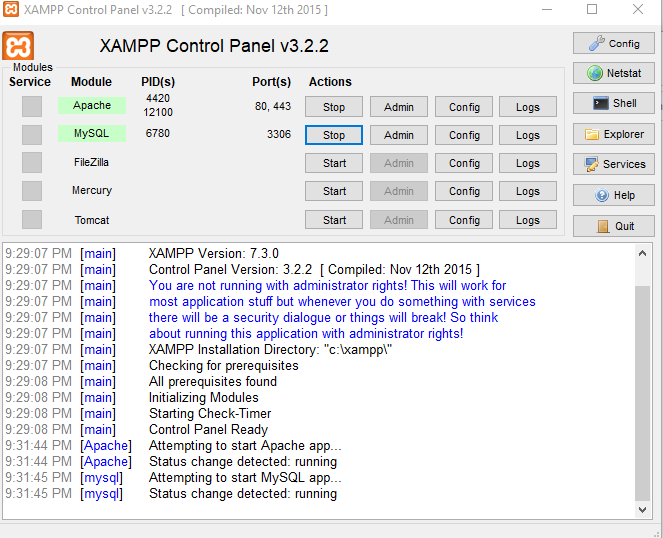 XAMPP Control Panel v3.2.2 [ Compiled: Nov 12th 2015 ]
XAMPP Control Panel v3.2.2
Config
Modules
Service Module PID(s) Port(s) Actions
Netstat
Apache 4420 12100 80, 443 Stop Admin Config Logs
Shell
MySQL 6780 3306 Stop Admin Config Logs
Explorer
FileZilla Start Admin Config Logs
Services
Mercury Start Admin Config Logs
Help
Tomcat Start Admin Config Logs
Quit
9:29:07 PM [main] XAMPP Version: 7.3.0
9:29:07 PM [main] Control Panel Version: 3.2.2 [ Compiled: Nov 12th 2015 ]
9:29:07 PM [main] You are not running with administrator rights! This will work for
9:29:07 PM [main] most application stuff but whenever you do something with services
9:29:07 PM [main] there will be a security dialogue or things will break! So think
9:29:07 PM [main] about running this application with administrator rights!
9:29:07 PM [main] XAMPP Installation Directory: "c:\xampp\"
9:29:07 PM [main] Checking for prerequisites
9:29:08 PM [main] All prerequisites found
9:29:08 PM [main] Initializing Modules
9:29:08 PM [main] Starting Check-Timer
9:29:08 PM [main] Control Panel Ready
9:31:44 PM [Apache] Attempting to start Apache app...
9:31:44 PM [Apache] Status change detected: running
9:31:45 PM [mysql] Attempting to start MySQL app...
9:31:45 PM [mysql] Status change detected: running